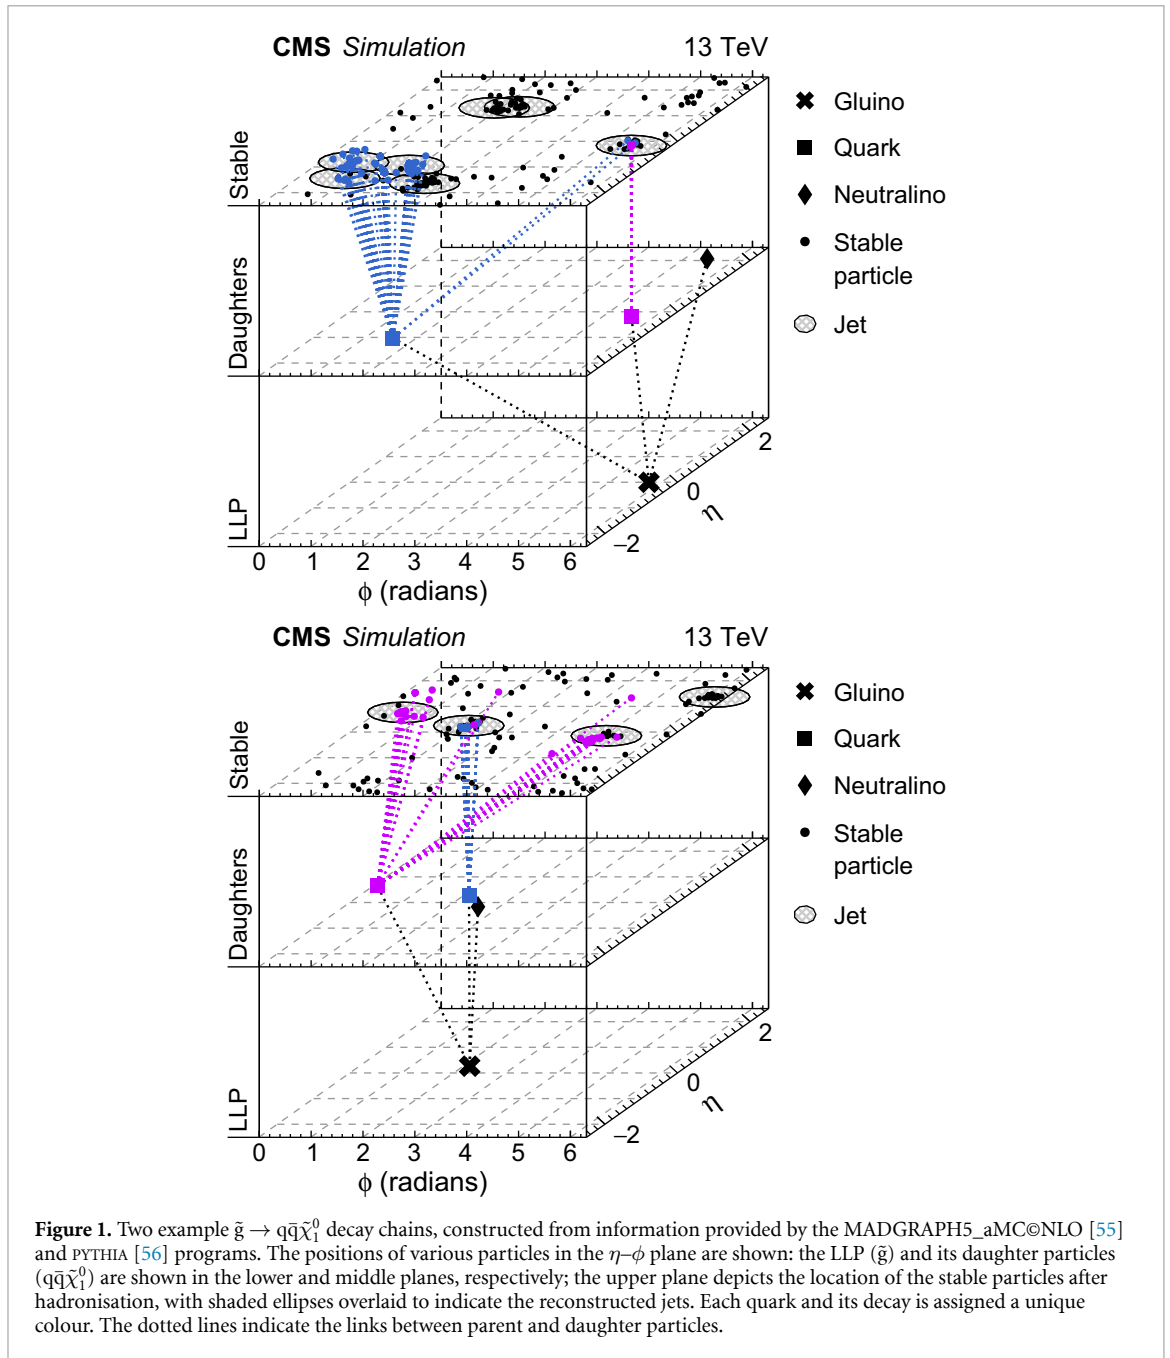 CMS Simulation 13 TeV
Gluino
Quark
Neutralino
Stable
particle
Jet
Stable
Daughters
LLP
2
0
η
−2
0 1 2 3 4 5 6
ϕ (radians)
CMS Simulation 13 TeV
Gluino
Quark
Neutralino
Stable
particle
Jet
Stable
Daughters
LLP
2
0
η
−2
0 1 2 3 4 5 6
ϕ (radians)
Figure 1. Two example g̃ → qq̄χ̃⁰₁ decay chains, constructed from information provided by the MADGRAPH5_aMC©NLO [55]
and PYTHIA [56] programs. The positions of various particles in the η–ϕ plane are shown: the LLP (g̃) and its daughter particles
(qq̄χ̃⁰₁) are shown in the lower and middle planes, respectively; the upper plane depicts the location of the stable particles after
hadronisation, with shaded ellipses overlaid to indicate the reconstructed jets. Each quark and its decay is assigned a unique
colour. The dotted lines indicate the links between parent and daughter particles.